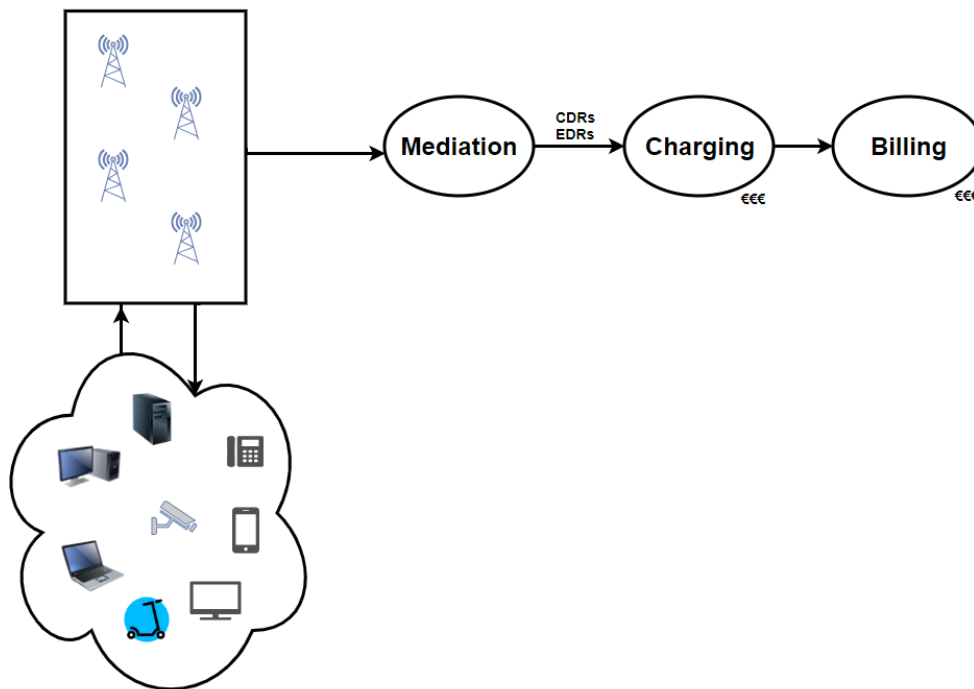 Mediation
CDRs
EDRs
Charging
€€€
Billing
€€€